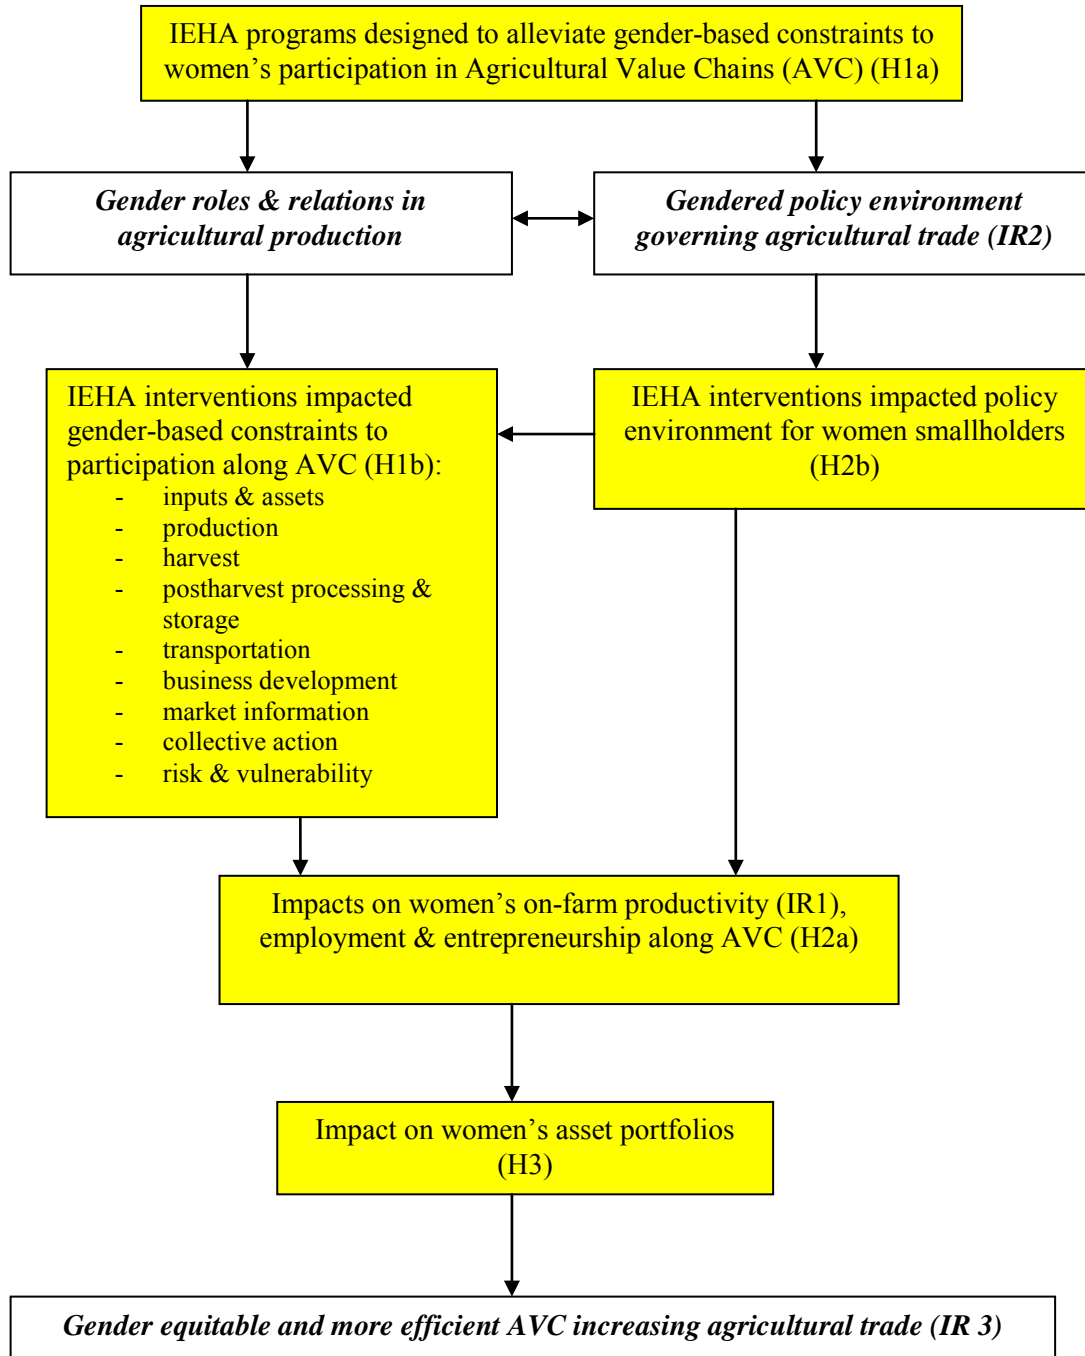 IEHA programs designed to alleviate gender-based constraints to
women’s participation in Agricultural Value Chains (AVC) (H1a)
Gender roles & relations in
agricultural production
Gendered policy environment
governing agricultural trade (IR2)
IEHA interventions impacted
gender-based constraints to
participation along AVC (H1b):
- inputs & assets
- production
- harvest
- postharvest processing &
storage
- transportation
- business development
- market information
- collective action
- risk & vulnerability
IEHA interventions impacted policy
environment for women smallholders
(H2b)
Impacts on women’s on-farm productivity (IR1),
employment & entrepreneurship along AVC (H2a)
Impact on women’s asset portfolios
(H3)
Gender equitable and more efficient AVC increasing agricultural trade (IR 3)